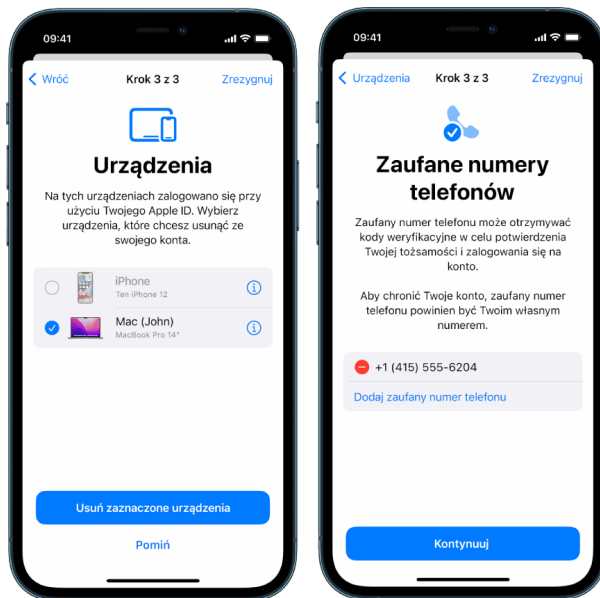 09:41
Wróć
Krok 3 z 3
Zrezygnuj
Urządzenia
Na tych urządzeniach zalogowano się przy
użyciu Twojego Apple ID. Wybierz
urządzenia, które chcesz usunąć ze
swojego konta.
iPhone
Ten iPhone 12
Mac (John)
MacBook Pro 14"
Usuń zaznaczone urządzenia
Pomiń
09:41
Urządzenia
Krok 3 z 3
Zrezygnuj
Zaufane numery
telefonów
Zaufany numer telefonu może otrzymywać
kody weryfikacyjne w celu potwierdzenia
Twojej tożsamości i zalogowania się na
konto.
Aby chronić Twoje konto, zaufany numer
telefonu powinien być Twoim własnym
numerem.
+1 (415) 555-6204
Dodaj zaufany numer telefonu
Kontynuuj